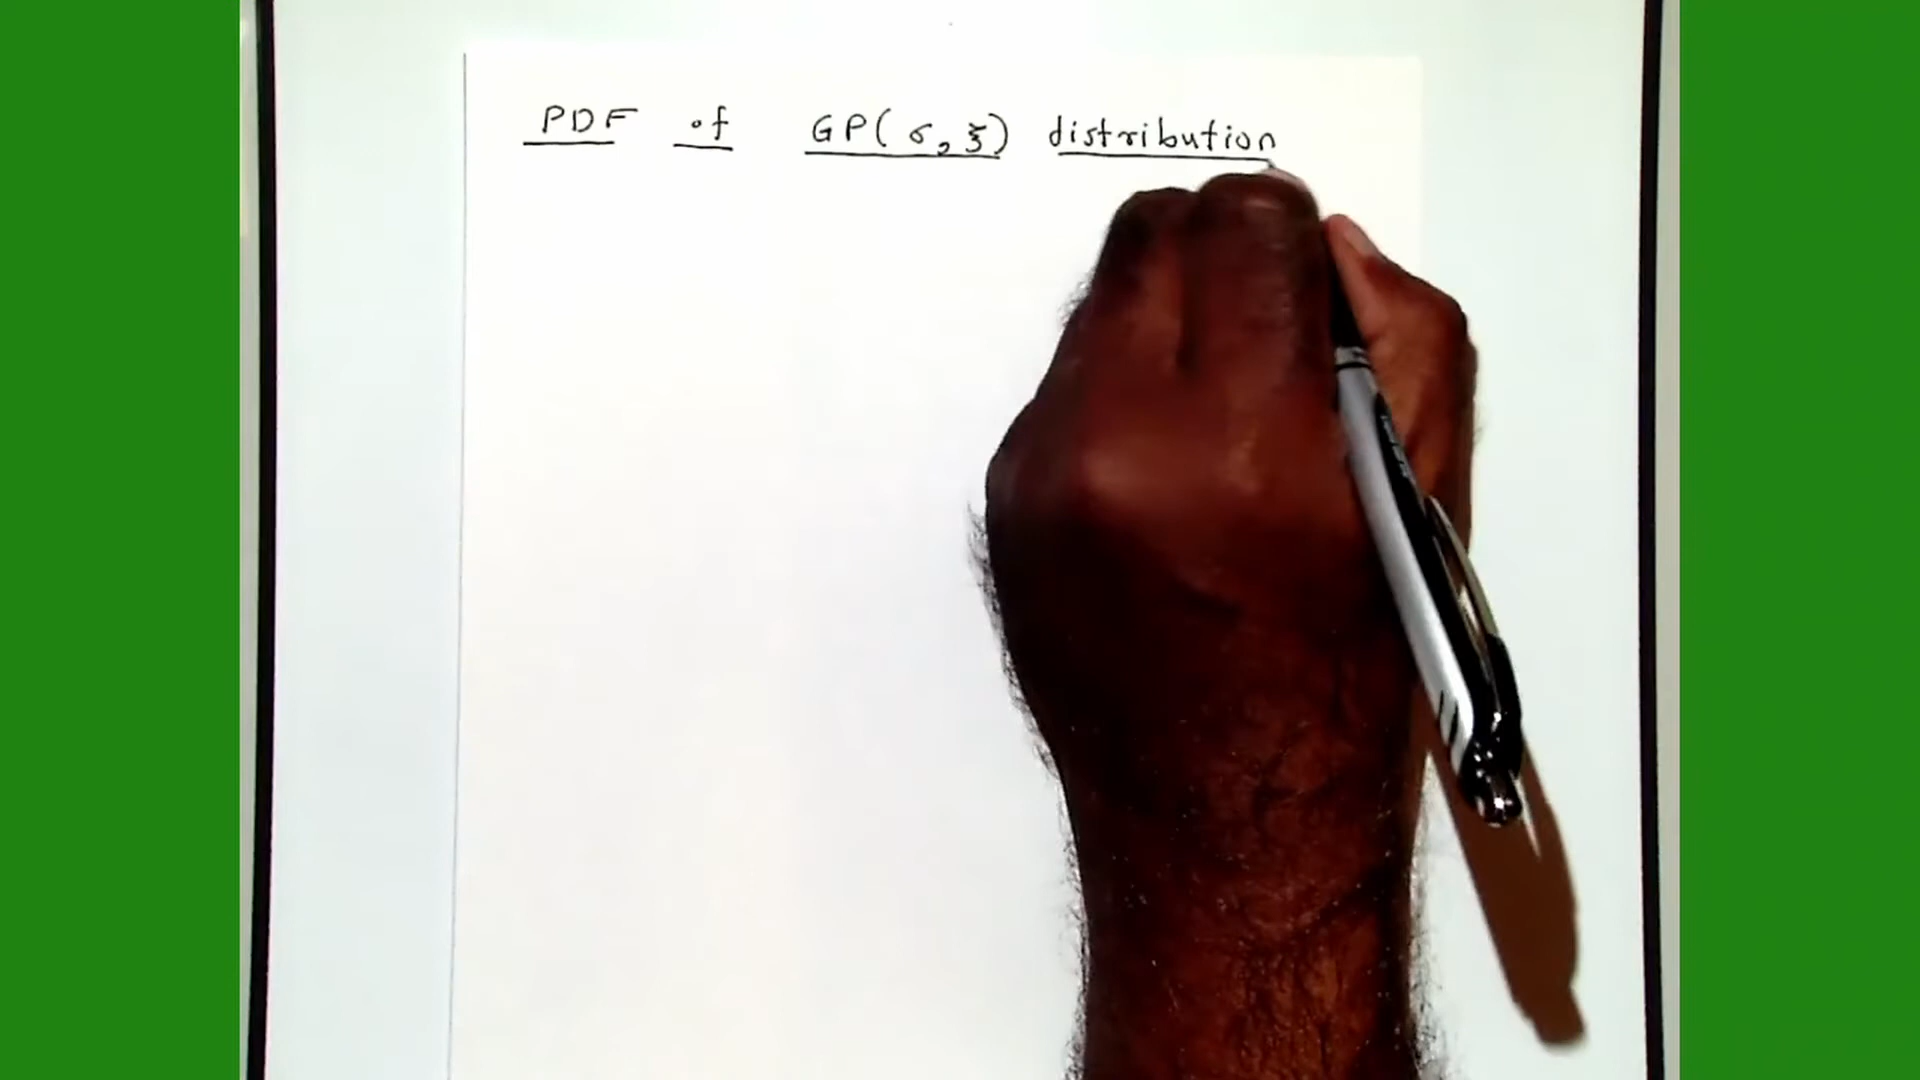 PDF of GP(σ, ξ) distribution